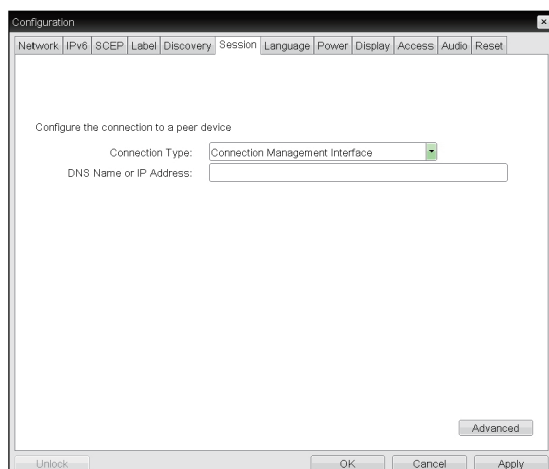 Configuration
Network IPv6 SCEP Label Discovery Session Language Power Display Access Audio Reset
Configure the connection to a peer device
Connection Type: Connection Management Interface
DNS Name or IP Address:
Advanced
Unlock OK Cancel Apply